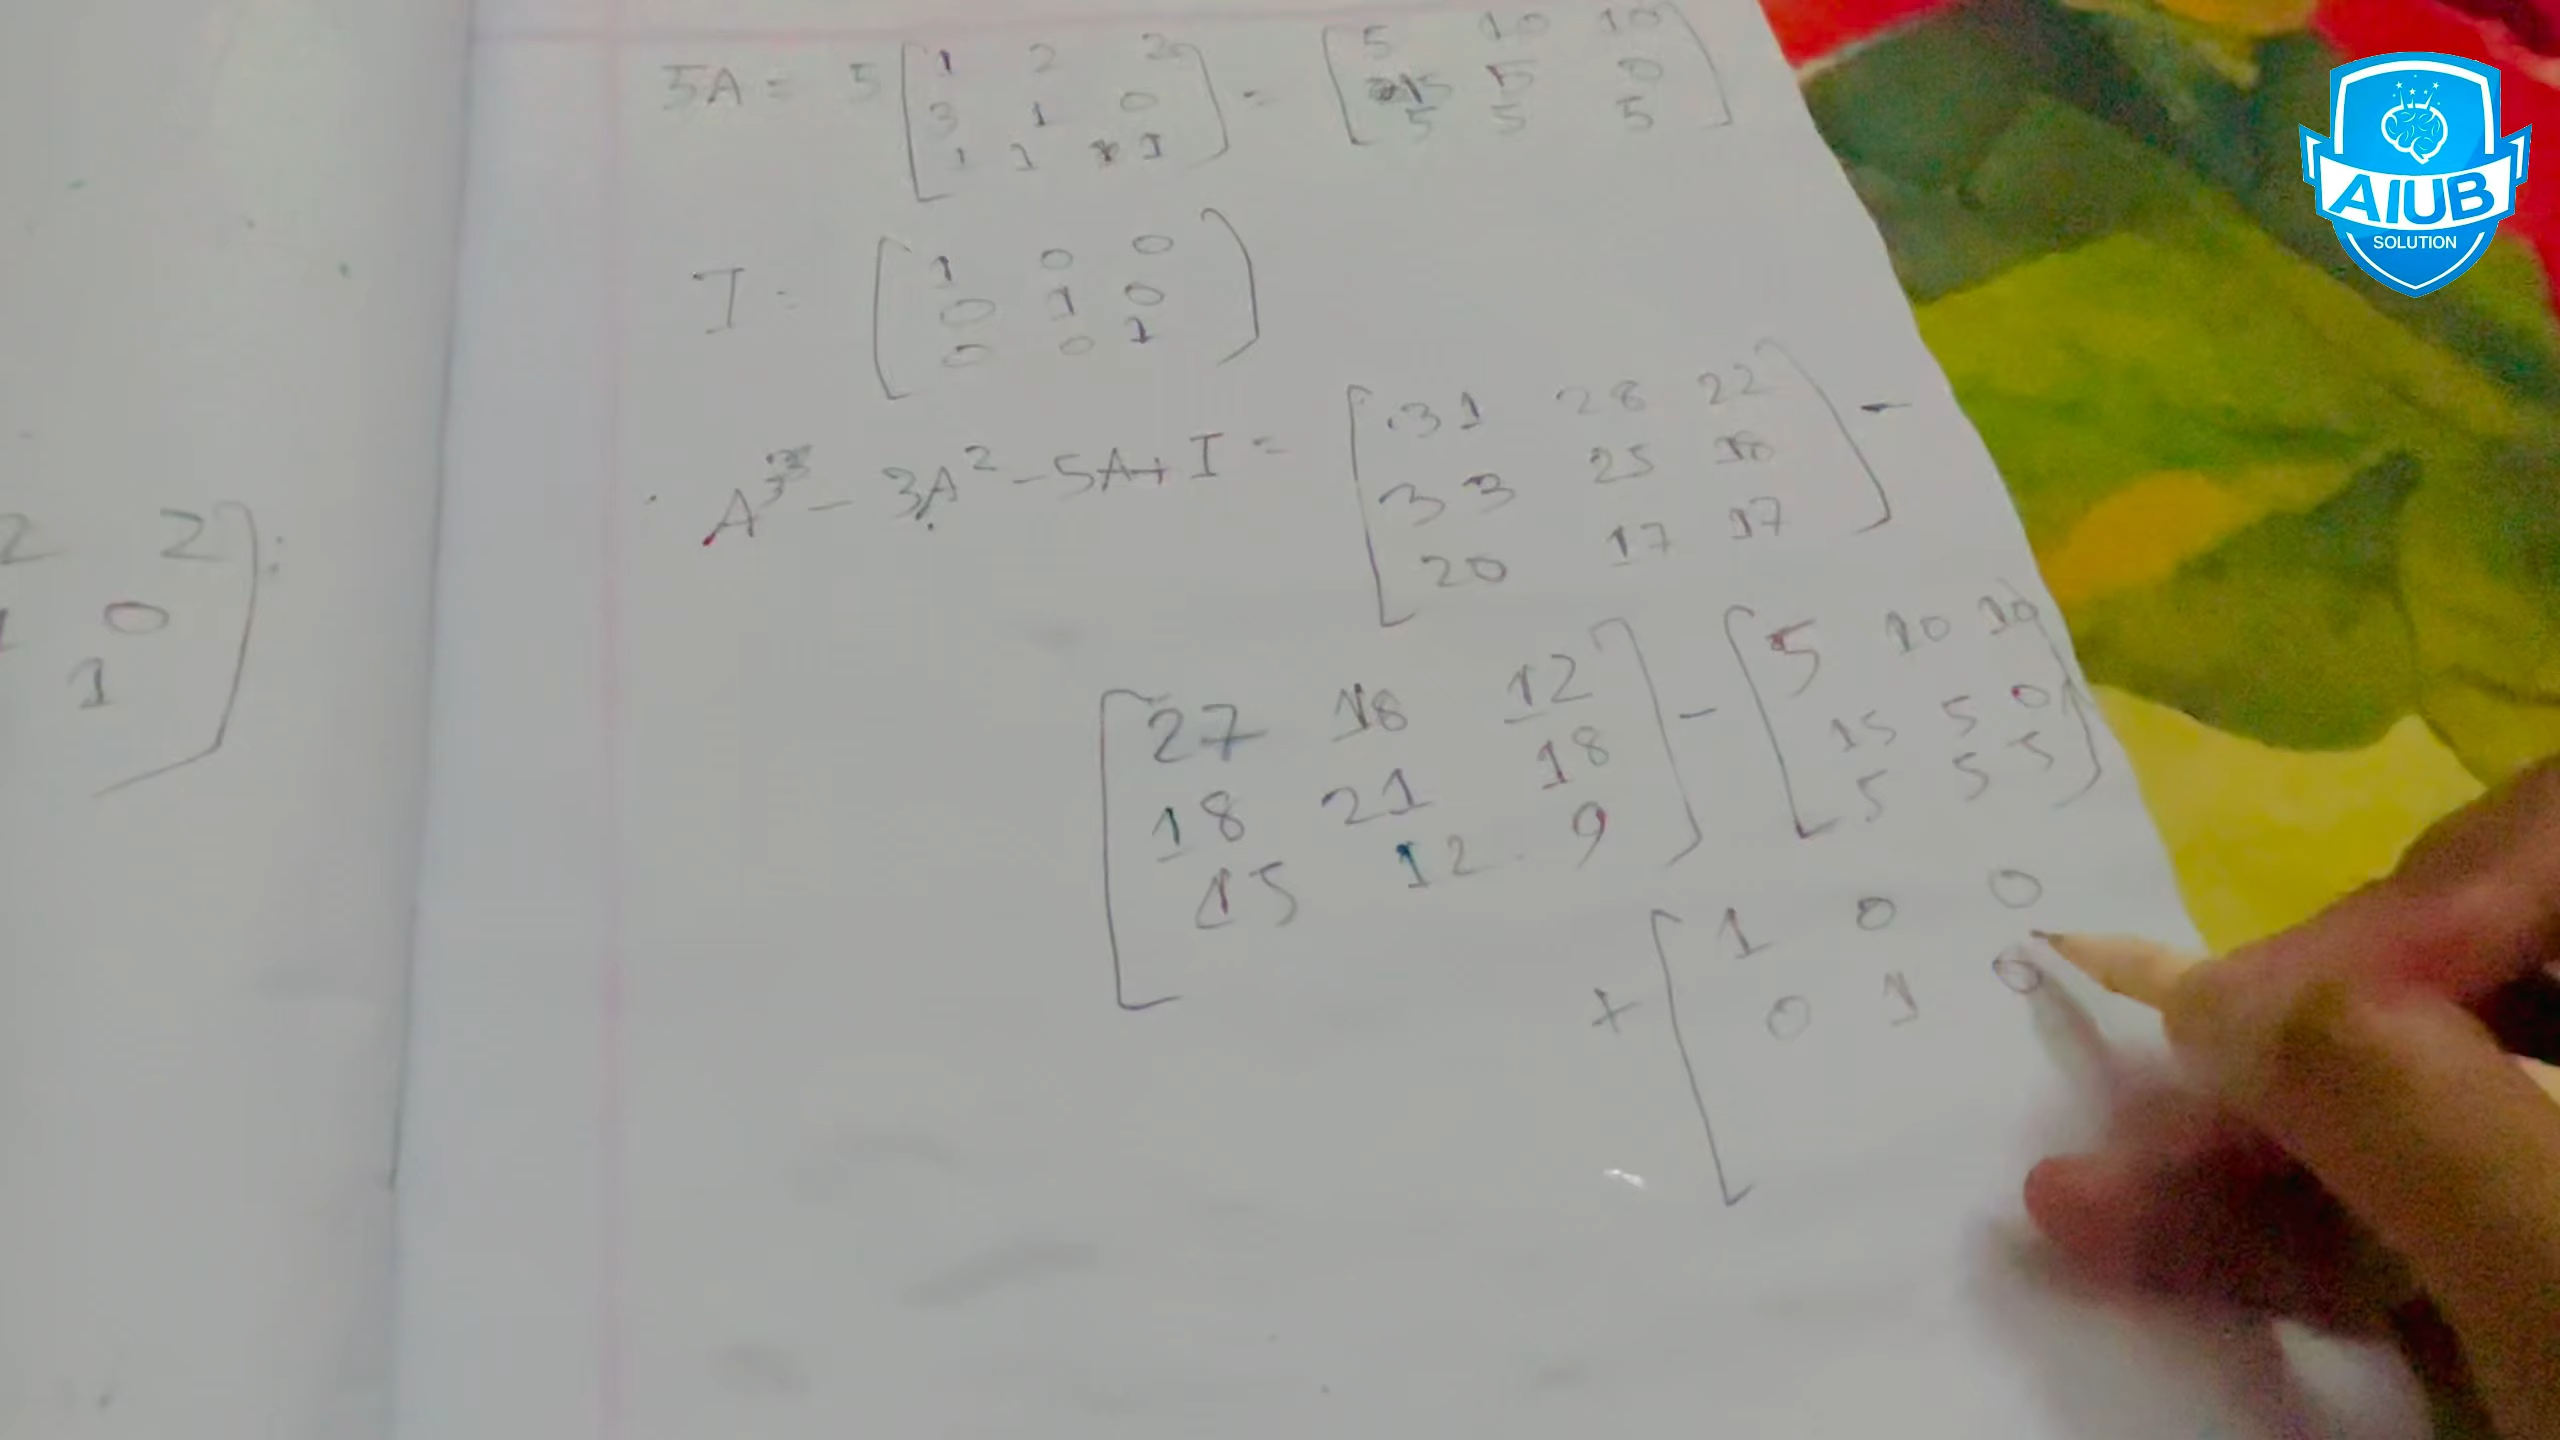 5A = 5 [1 2 2 = [5 10 10
3 1 0 15 5 0
1 1 1] 5 5 5]
I = [1 0 0
0 1 0
0 0 1]
A³ - 3A² - 5A + I = [31 28 22 -
33 25 18
20 17 17]
[27 18 12 - [5 10 10
18 21 18 15 5 0
15 12 9] 5 5 5]
+ [1 0 0
0 1 0
2 2
0
1
AIUB
SOLUTION